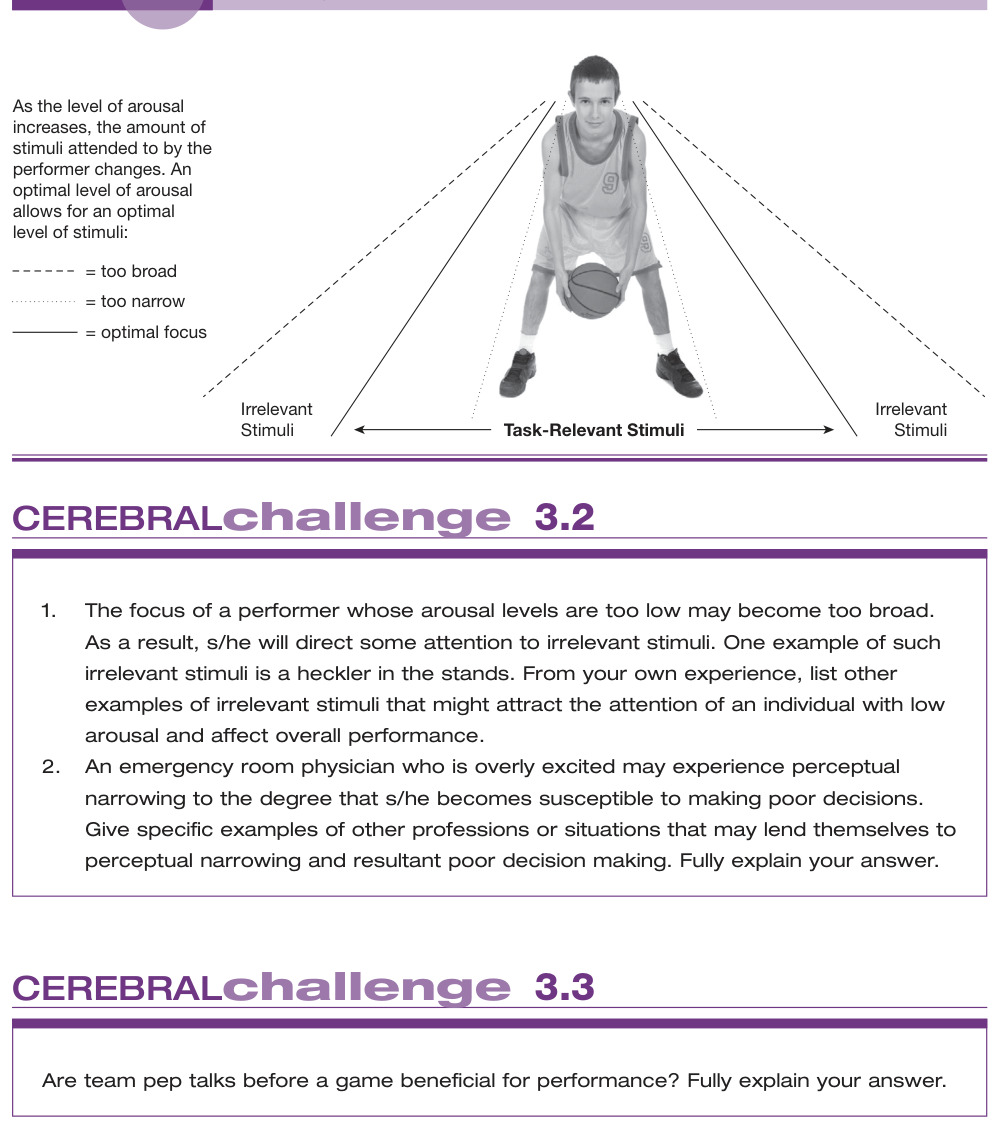 As the level of arousal
increases, the amount of
stimuli attended to by the
performer changes. An
optimal level of arousal
allows for an optimal
level of stimuli:
= too broad
= too narrow
= optimal focus
9
Irrelevant
Stimuli
Task-Relevant Stimuli
Irrelevant
Stimuli
CEREBRALchallenge 3.2
1. The focus of a performer whose arousal levels are too low may become too broad.
As a result, s/he will direct some attention to irrelevant stimuli. One example of such
irrelevant stimuli is a heckler in the stands. From your own experience, list other
examples of irrelevant stimuli that might attract the attention of an individual with low
arousal and affect overall performance.
2. An emergency room physician who is overly excited may experience perceptual
narrowing to the degree that s/he becomes susceptible to making poor decisions.
Give specific examples of other professions or situations that may lend themselves to
perceptual narrowing and resultant poor decision making. Fully explain your answer.
CEREBRALchallenge 3.3
Are team pep talks before a game beneficial for performance? Fully explain your answer.